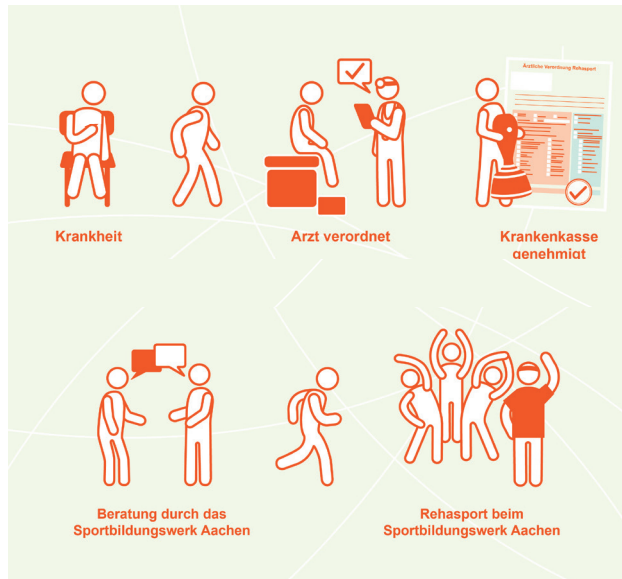 Ärztliche Verordnung Rehasport
Krankheit
Arzt verordnet
Krankenkasse
genehmigt
Beratung durch das
Sportbildungswerk Aachen
Rehasport beim
Sportbildungswerk Aachen